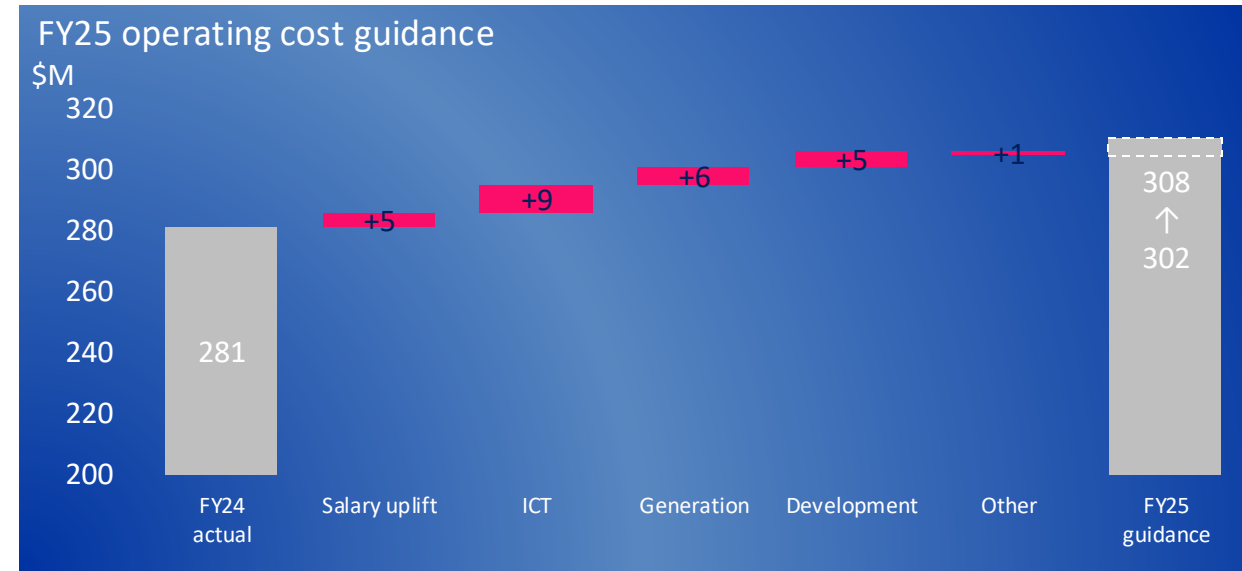 FY25 operating cost guidance
$M
320
300
280
260
240
220
200
281
+5
+9
+6
+5
+1
308
↑
302
FY24
actual
Salary uplift
ICT
Generation
Development
Other
FY25
guidance